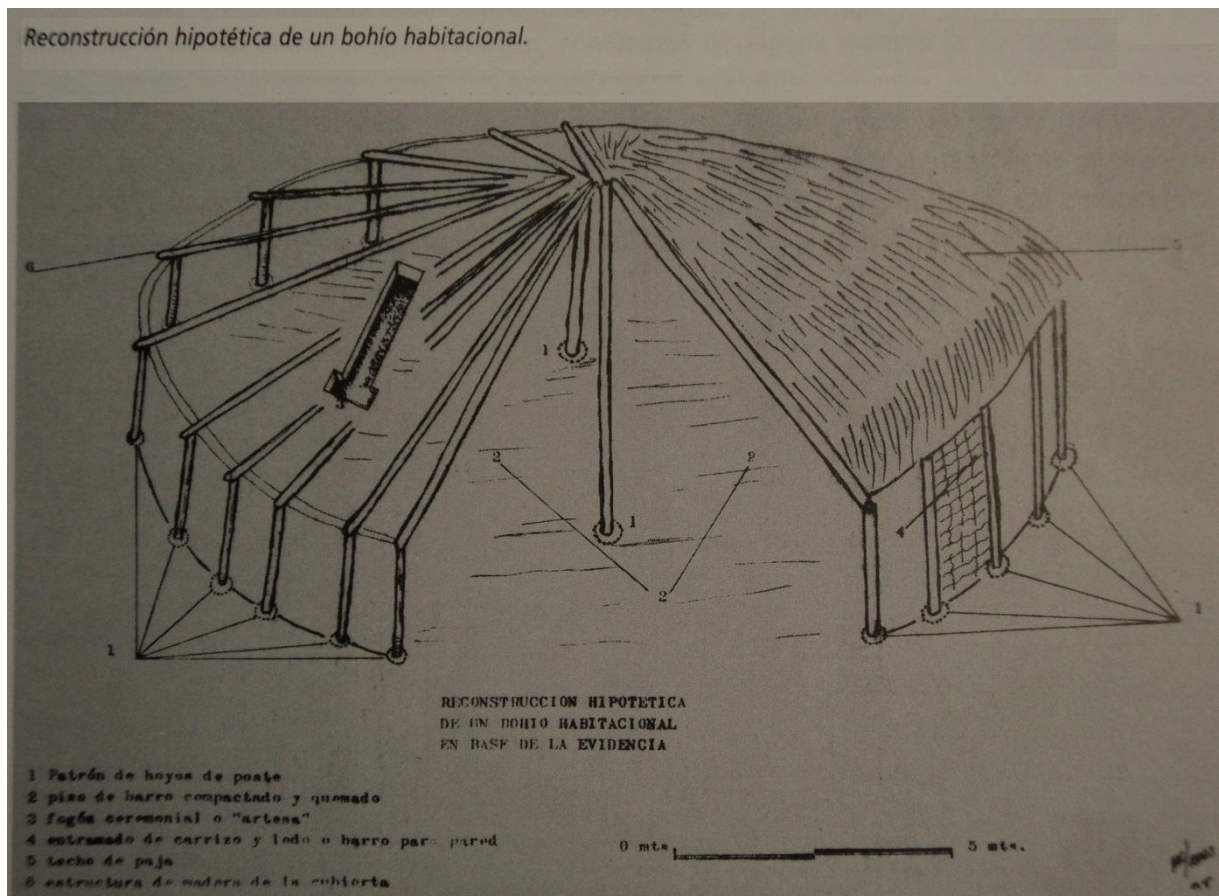 Reconstrucción hipotética de un bohío habitacional.
6
5
1
2
2
1
3
4
2
1
1
RECONSTRUCCION HIPOTETICA
DE UN BOHIO HABITACIONAL
EN BASE DE LA EVIDENCIA
1 Patrón de hoyos de poste
2 piso de barro compactado y quemado
3 fogón ceremonial o "artesa"
4 entramado de carrizo y lodo o barro para pared
5 techo de paja
6 estructura de madera de la cubierta
0 mts. 5 mts.